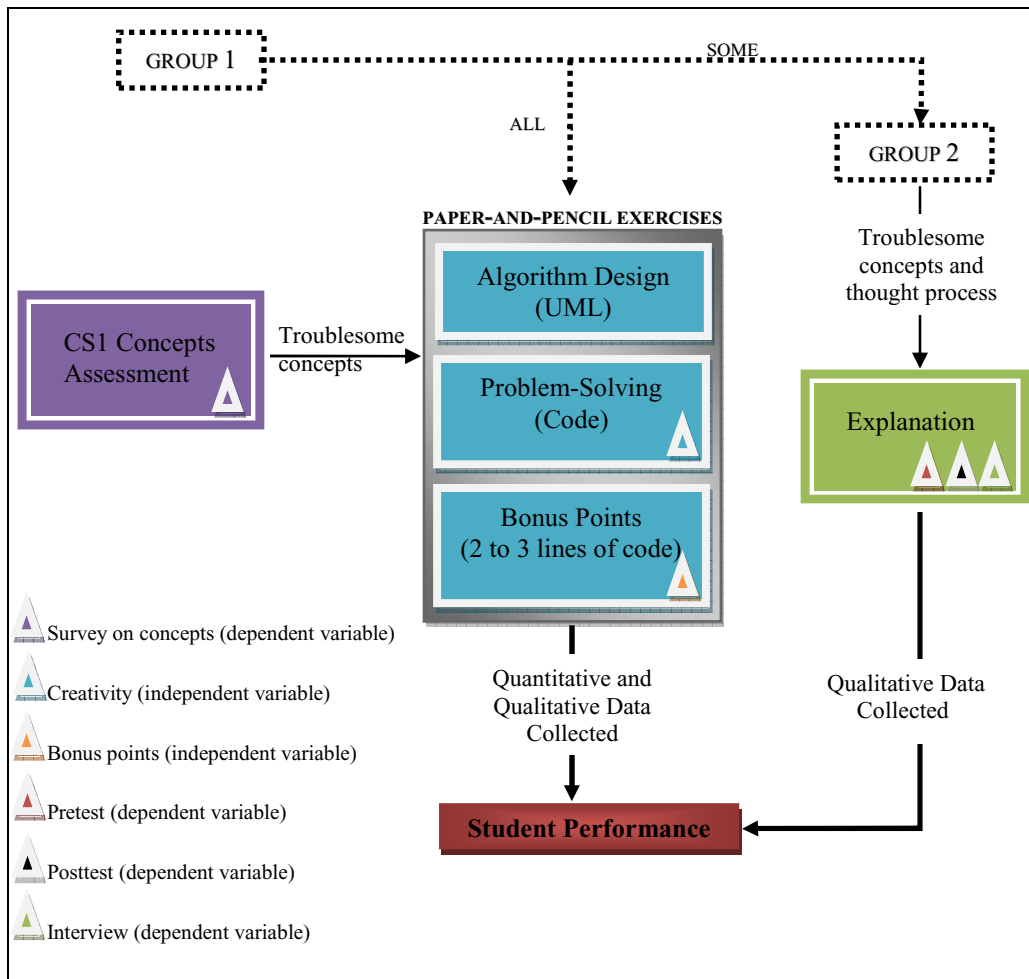 GROUP 1
SOME
ALL
GROUP 2
PAPER-AND-PENCIL EXERCISES
Algorithm Design
(UML)
Troublesome
concepts and
thought process
CS1 Concepts
Assessment
Troublesome
concepts
Problem-Solving
(Code)
Explanation
Bonus Points
(2 to 3 lines of code)
Survey on concepts (dependent variable)
Creativity (independent variable)
Bonus points (independent variable)
Pretest (dependent variable)
Posttest (dependent variable)
Interview (dependent variable)
Quantitative and
Qualitative Data
Collected
Qualitative Data
Collected
Student Performance